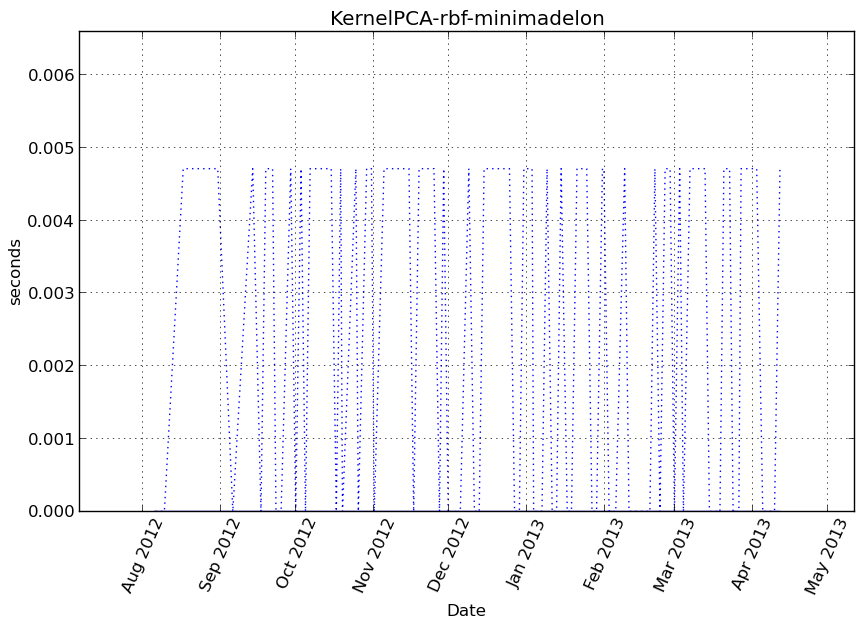 KernelPCA-rbf-minimadelon
0.006
0.005
0.004
0.003
0.002
0.001
0.000
seconds
Aug 2012
Sep 2012
Oct 2012
Nov 2012
Dec 2012
Jan 2013
Feb 2013
Mar 2013
Apr 2013
May 2013
Date